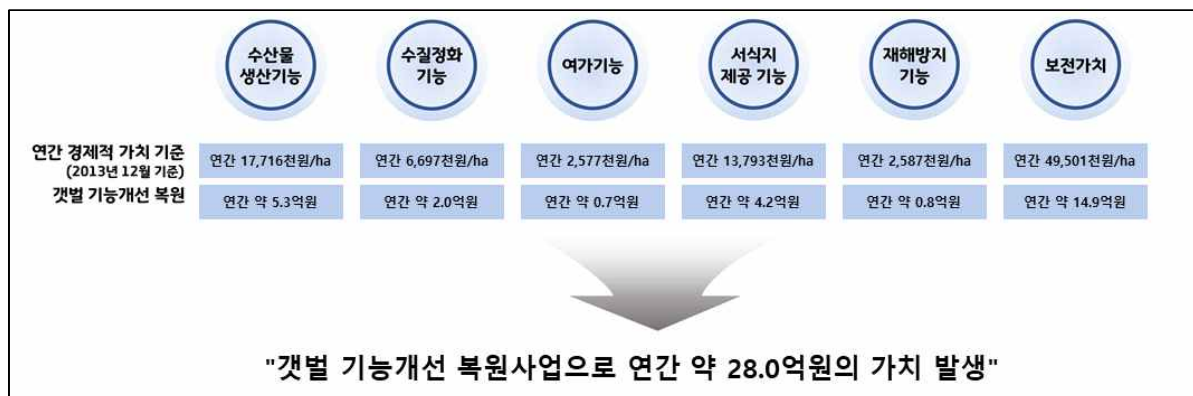 수산물
생산기능
수질정화
기능
여가기능
서식지
제공 기능
재해방지
기능
보전가치
연간 경제적 가치 기준
(2013년 12월 기준)
연간 17,716천원/ha
연간 6,697천원/ha
연간 2,577천원/ha
연간 13,793천원/ha
연간 2,587천원/ha
연간 49,501천원/ha
갯벌 기능개선 복원
연간 약 5.3억원
연간 약 2.0억원
연간 약 0.7억원
연간 약 4.2억원
연간 약 0.8억원
연간 약 14.9억원
"갯벌 기능개선 복원사업으로 연간 약 28.0억원의 가치 발생"